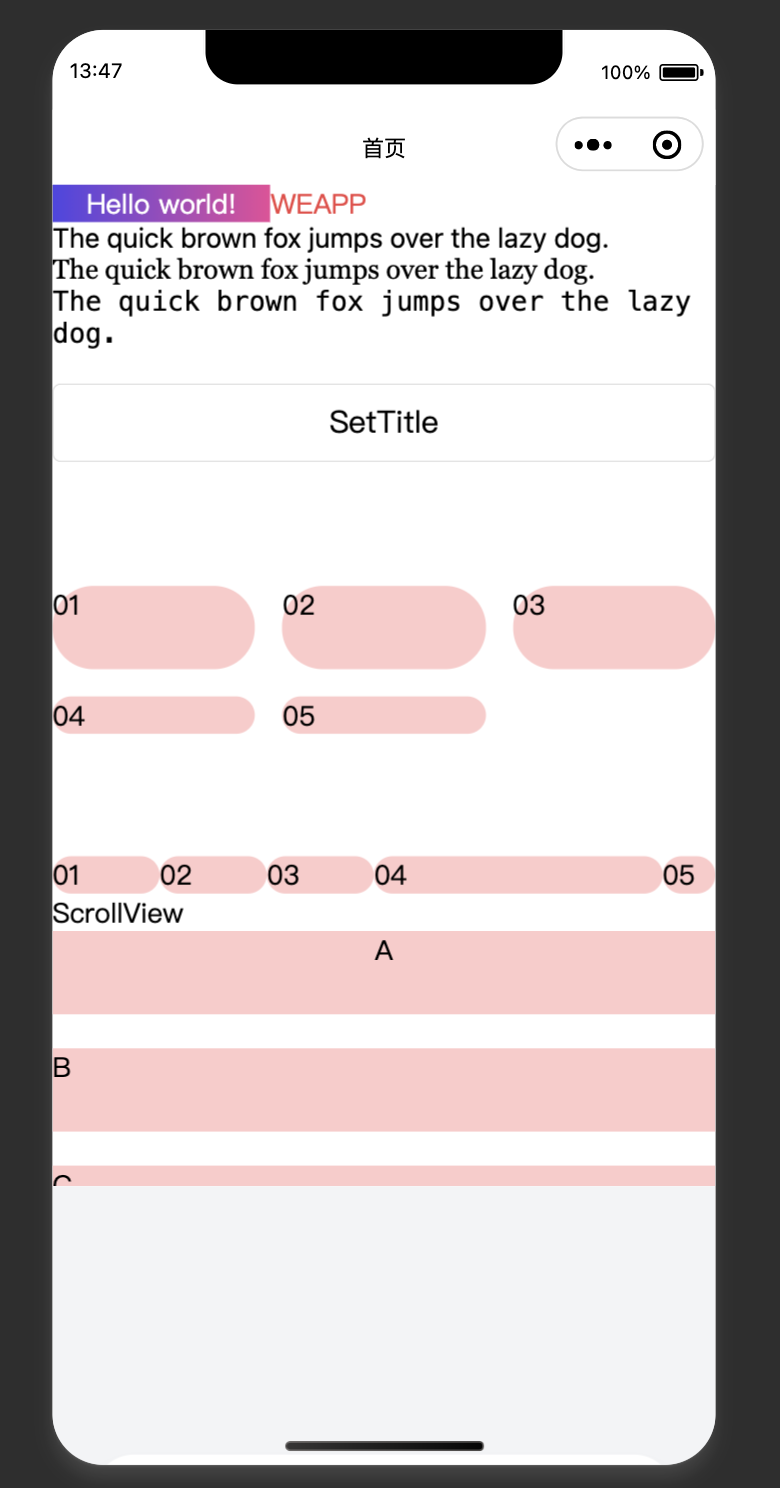 13:47
100%
首页
Hello world! WEAPP
The quick brown fox jumps over the lazy dog.
The quick brown fox jumps over the lazy dog.
The quick brown fox jumps over the lazy
dog.
SetTitle
01 02 03
04 05
01 02 03 04 05
ScrollView
A
B
C